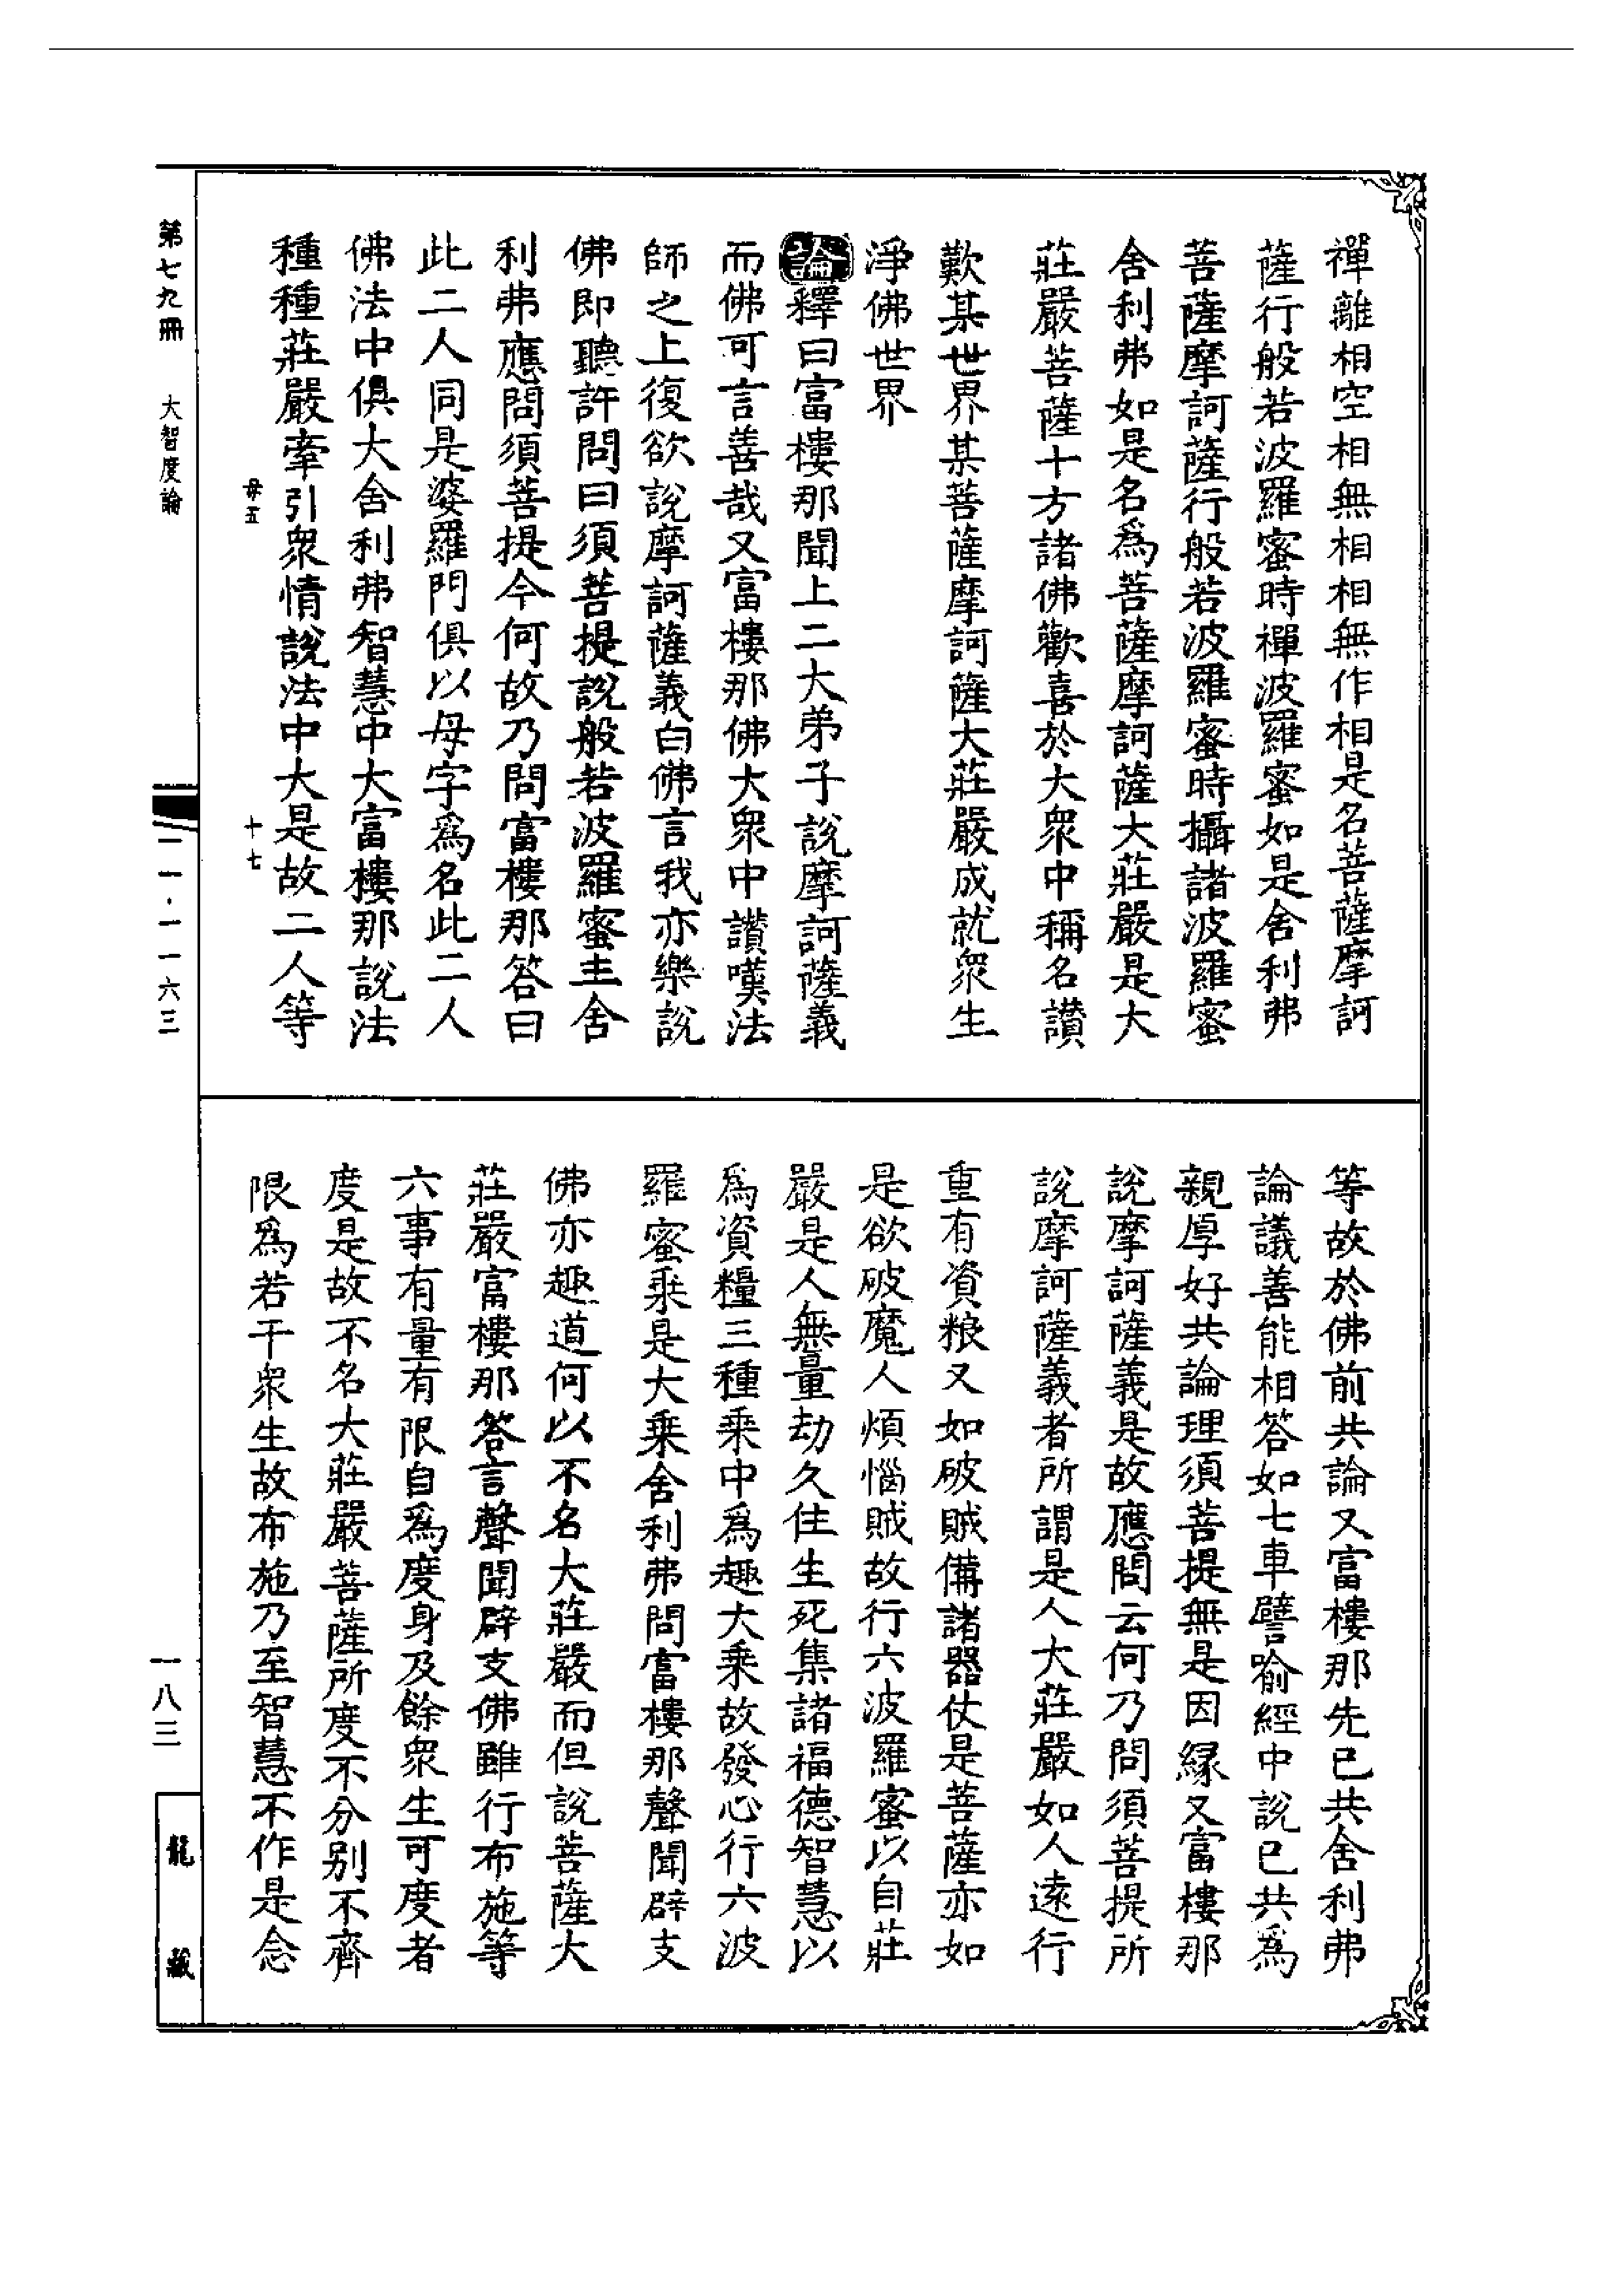 禪離相空相無相相無作相是名菩薩摩訶
薩行般若波羅蜜時禪波羅蜜如是舍利弗
菩薩摩訶薩行般若波羅蜜時攝諸波羅蜜
舍利弗如是名爲菩薩摩訶薩大莊嚴是大
莊嚴菩薩十方諸佛歡喜於大衆中稱名讃
歎某世界某菩薩摩訶薩大莊嚴成就衆生
淨佛世界
論釋曰富樓那聞上二大弟子說摩訶薩義
而佛可言善哉又富樓那佛大衆中讃嘆法
師之上復欲說摩訶薩義白佛言我亦樂說
佛即聽許問曰須菩提說般若波羅蜜主舍
利弗應問須菩提今何故乃問富樓那答曰
此二人同是婆羅門俱以母字爲名此二人
佛法中俱大舍利弗智慧中大富樓那說法
種種莊嚴牽引衆情說法中大是故二人等
毋五
十七
等故於佛前共論又富樓那先已共舍利弗
論議善能相答如七車譬喻經中說已共爲
親厚好共論理須菩提無是因緣又富樓那
說摩訶薩義是故應問云何乃問須菩提所
說摩訶薩義者所謂是人大莊嚴如人遠行
重有資粮又如破賊備諸器仗是菩薩亦如
是欲破魔人煩惱賊故行六波羅蜜以自莊
嚴是人無量劫久住生死集諸福德智慧以
爲資糧三種乘中爲趣大乘故發心行六波
羅蜜乘是大乘舍利弗問富樓那聲聞辟支
佛亦趣道何以不名大莊嚴而但說菩薩大
莊嚴富樓那答言聲聞辟支佛雖行布施等
六事有量有限自爲度身及餘衆生可度者
度是故不名大莊嚴菩薩所度不分别不齊
限爲若干衆生故布施乃至智慧不作是念
第七九冊
大智度論
一一·一一六三
一八三
龍藏